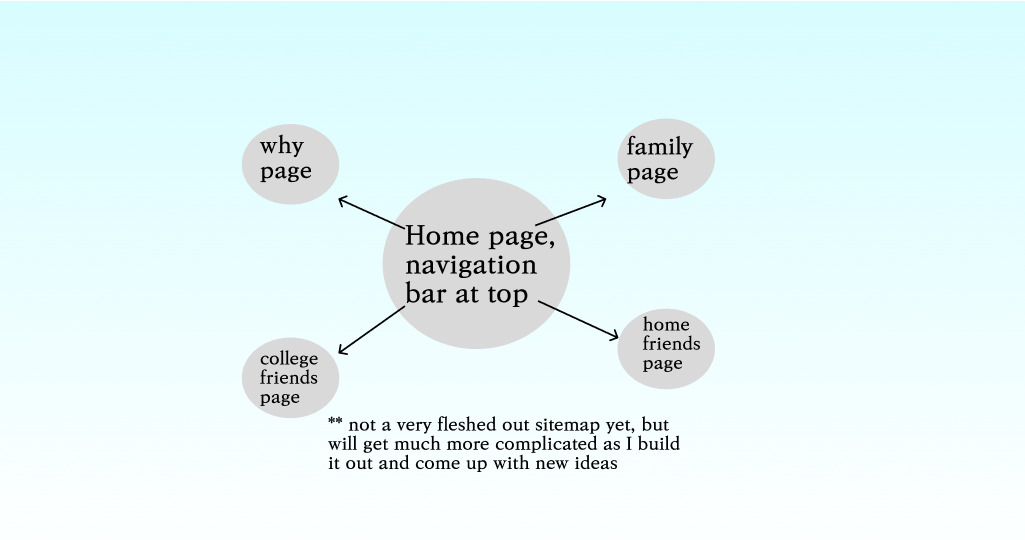 why
page
family
page
Home page,
navigation
bar at top
home
friends
page
college
friends
page
** not a very fleshed out sitemap yet, but
will get much more complicated as I build
it out and come up with new ideas